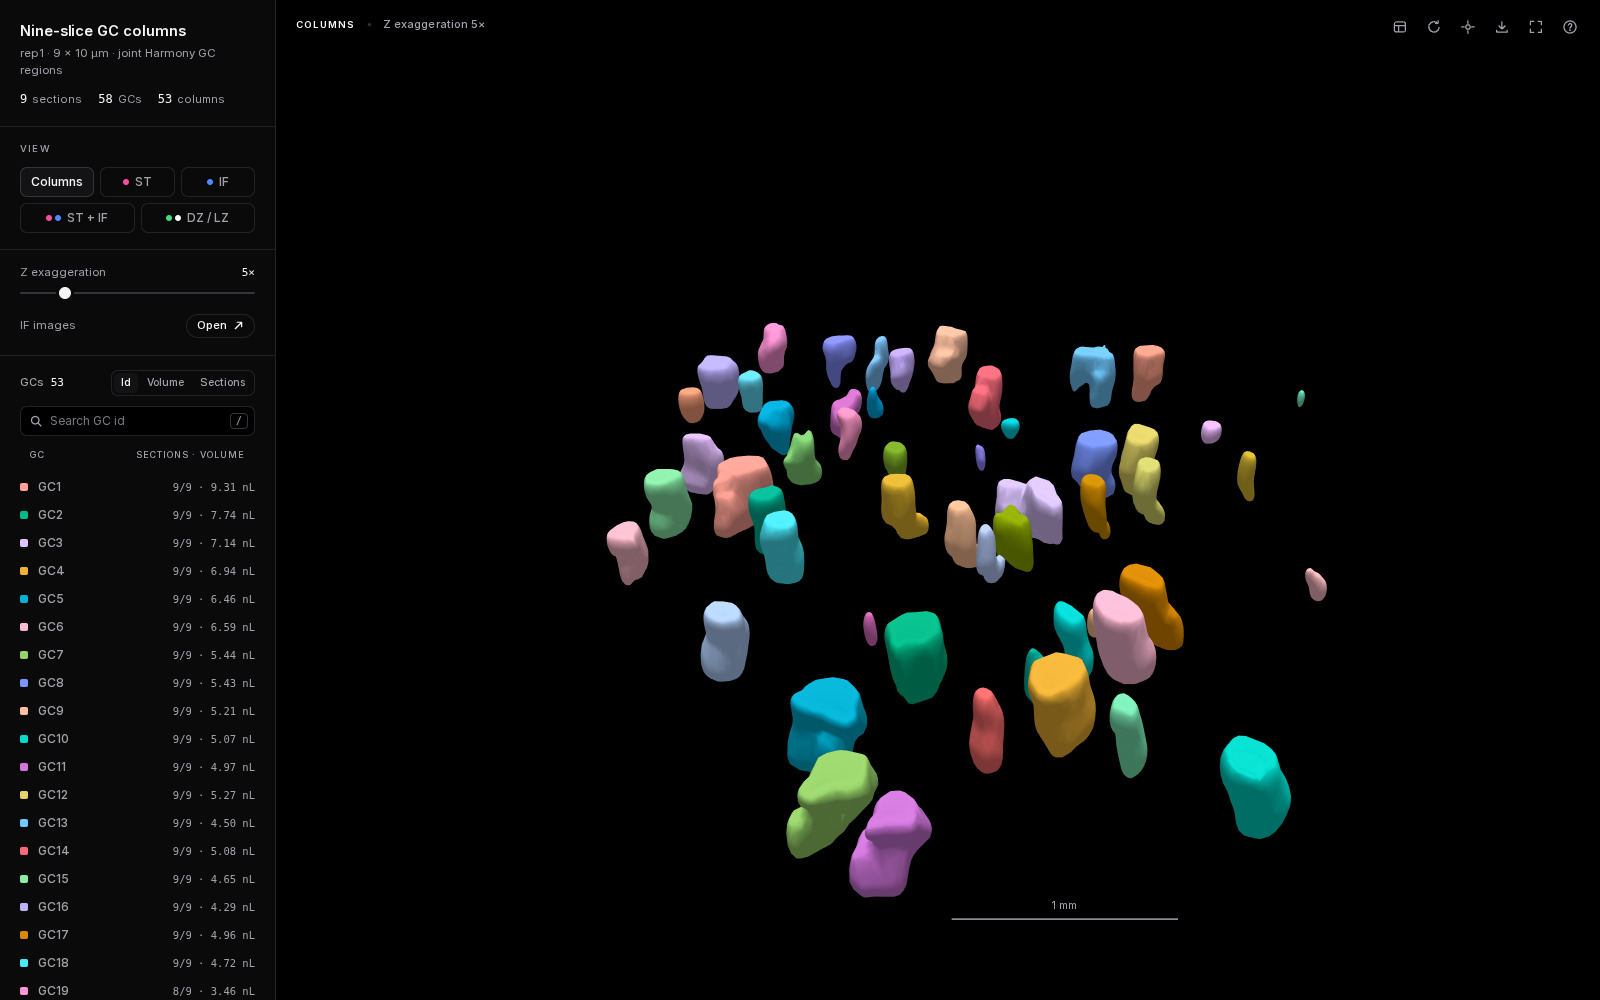 Nine-slice GC columns
rep1 · 9 × 10 µm · joint Harmony GC
regions
9 sections 58 GCs 53 columns
VIEW
Columns ST IF
ST + IF DZ / LZ
Z exaggeration 5×
IF images Open
GCs 53 Id Volume Sections
Search GC id /
GC SECTIONS · VOLUME
GC1 9/9 · 9.31 nL
GC2 9/9 · 7.74 nL
GC3 9/9 · 7.14 nL
GC4 9/9 · 6.94 nL
GC5 9/9 · 6.46 nL
GC6 9/9 · 6.59 nL
GC7 9/9 · 5.44 nL
GC8 9/9 · 5.43 nL
GC9 9/9 · 5.21 nL
GC10 9/9 · 5.07 nL
GC11 9/9 · 4.97 nL
GC12 9/9 · 5.27 nL
GC13 9/9 · 4.50 nL
GC14 9/9 · 5.08 nL
GC15 9/9 · 4.65 nL
GC16 9/9 · 4.29 nL
GC17 9/9 · 4.96 nL
GC18 9/9 · 4.72 nL
GC19 8/9 · 3.46 nL
COLUMNS • Z exaggeration 5×
1 mm